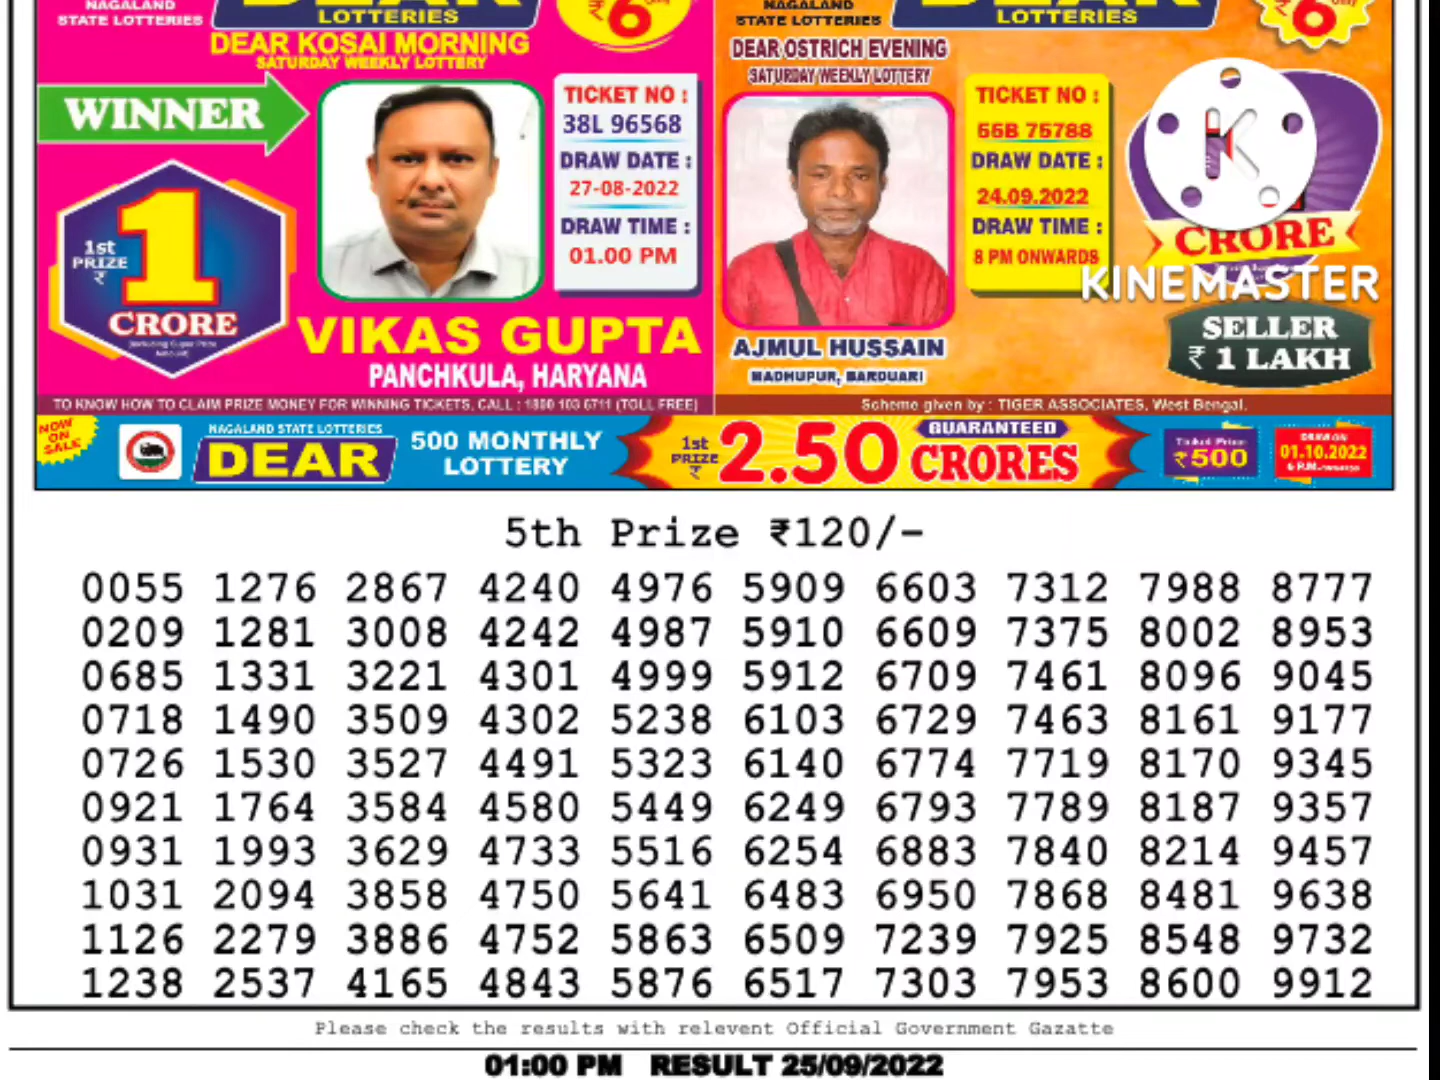 NAGALAND
STATE LOTTERIES
DEAR
LOTTERIES
₹6
DEAR KOSAI MORNING
SATURDAY WEEKLY LOTTERY
WINNER
1st
PRIZE
₹
1
CRORE
TICKET NO :
38L 96568
DRAW DATE :
27-08-2022
DRAW TIME :
01.00 PM
VIKAS GUPTA
PANCHKULA, HARYANA
TO KNOW HOW TO CLAIM PRIZE MONEY FOR WINNING TICKETS, CALL : 1800 103 6711 (TOLL FREE)
NAGALAND
STATE LOTTERIES
DEAR
LOTTERIES
₹6
DEAR OSTRICH EVENING
SATURDAY WEEKLY LOTTERY
TICKET NO :
55B 75788
DRAW DATE :
24.09.2022
DRAW TIME :
8 PM ONWARDS
AJMUL HUSSAIN
CRORE
K
KINEMASTER
SELLER
₹ 1 LAKH
Scheme given by : TIGER ASSOCIATES, West Bengal.
NOW
ON
SALE
NAGALAND STATE LOTTERIES
DEAR
500 MONTHLY
LOTTERY
1st
PRIZE
₹
2.50
GUARANTEED
CRORES
Ticket Price
₹500
DRAW ON
01.10.2022
6 P.M. ONWARDS
5th Prize ₹120/-
0055 1276 2867 4240 4976 5909 6603 7312 7988 8777
0209 1281 3008 4242 4987 5910 6609 7375 8002 8953
0685 1331 3221 4301 4999 5912 6709 7461 8096 9045
0718 1490 3509 4302 5238 6103 6729 7463 8161 9177
0726 1530 3527 4491 5323 6140 6774 7719 8170 9345
0921 1764 3584 4580 5449 6249 6793 7789 8187 9357
0931 1993 3629 4733 5516 6254 6883 7840 8214 9457
1031 2094 3858 4750 5641 6483 6950 7868 8481 9638
1126 2279 3886 4752 5863 6509 7239 7925 8548 9732
1238 2537 4165 4843 5876 6517 7303 7953 8600 9912
Please check the results with relevent Official Government Gazatte
01:00 PM RESULT 25/09/2022